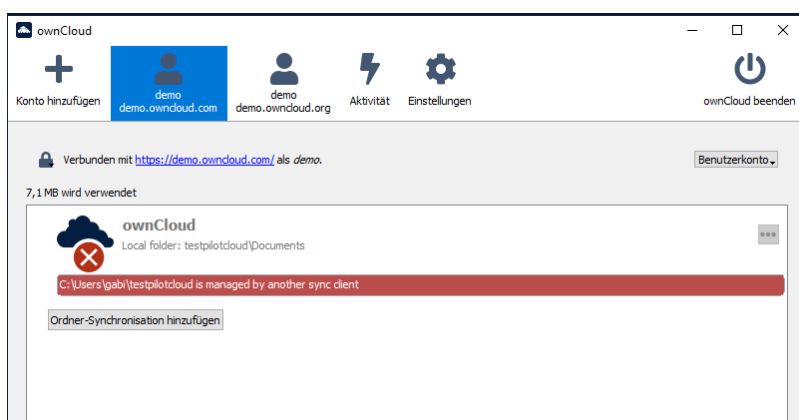 ownCloud
Konto hinzufügen
demo
demo.owncloud.com
demo
demo.owncloud.org
Aktivität
Einstellungen
ownCloud beenden
Verbunden mit https://demo.owncloud.com/ als demo.
Benutzerkonto
7,1 MB wird verwendet
ownCloud
Local folder: testpilotcloud\Documents
C:\Users\gabi\testpilotcloud is managed by another sync client
Ordner-Synchronisation hinzufügen